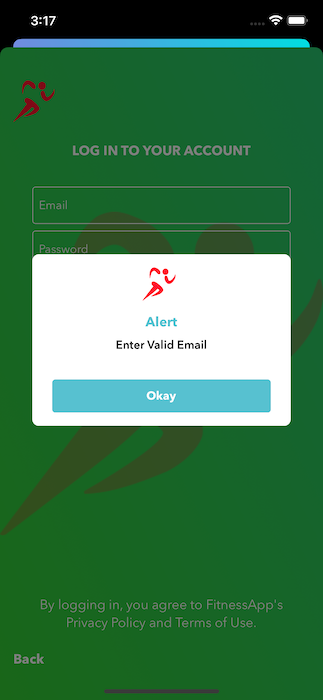 3:17
LOG IN TO YOUR ACCOUNT
Email
Password
Alert
Enter Valid Email
Okay
By logging in, you agree to FitnessApp's
Privacy Policy and Terms of Use.
Back